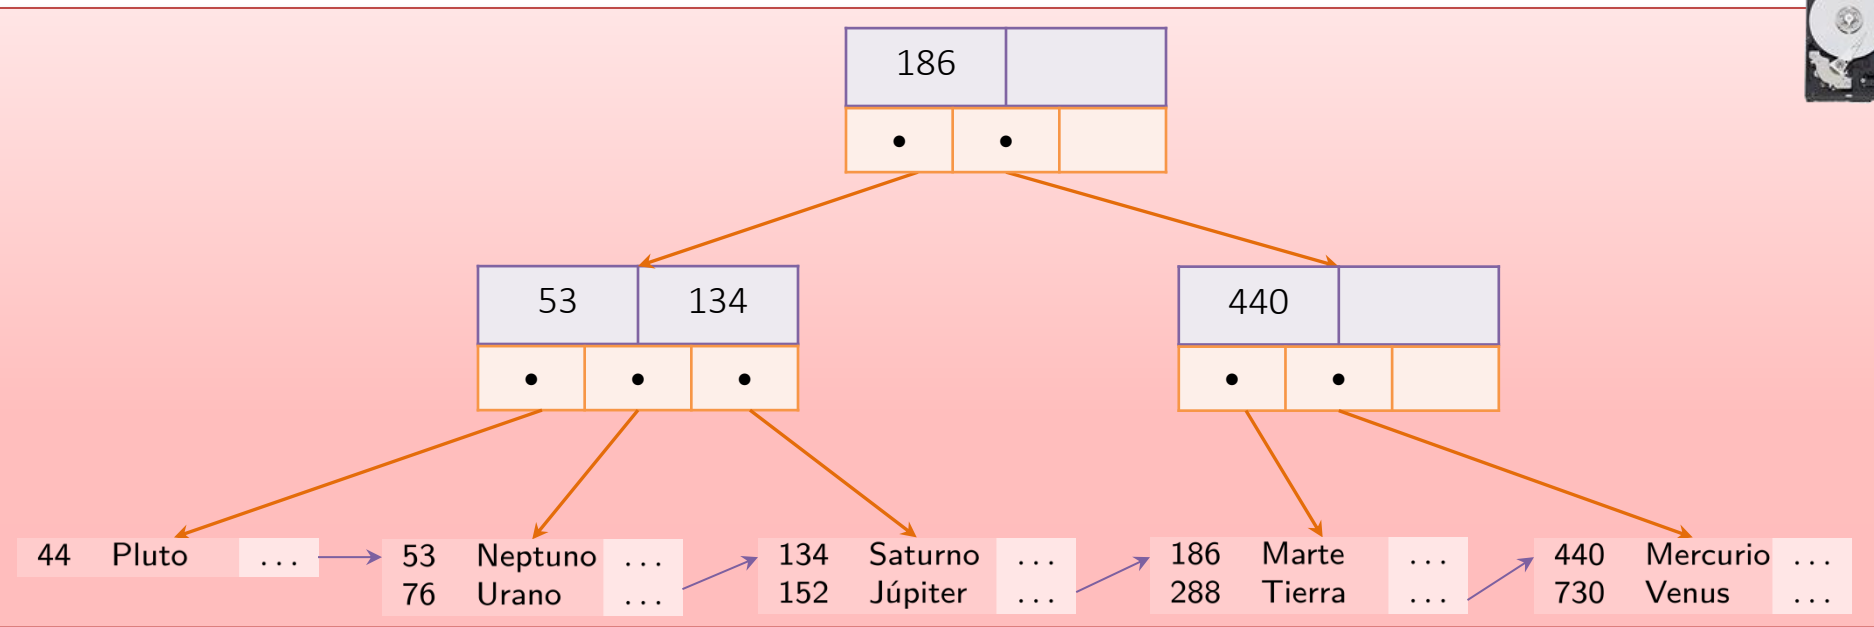 186
53 134
440
44 Pluto ...
53 Neptuno ...
76 Urano ...
134 Saturno ...
152 Júpiter ...
186 Marte ...
288 Tierra ...
440 Mercurio ...
730 Venus ...